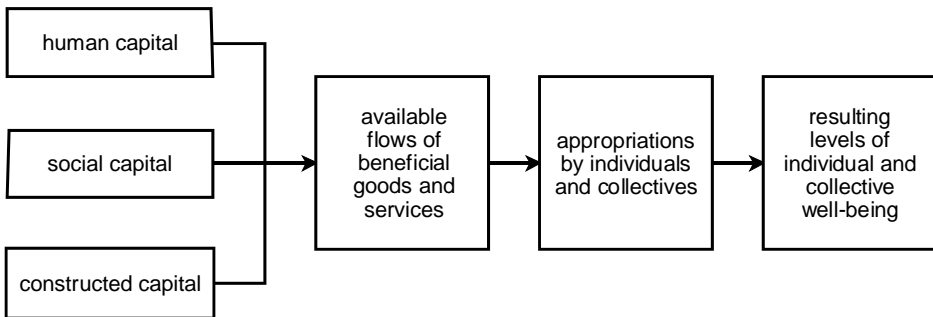 human capital
social capital
constructed capital
available
flows of
beneficial
goods and
services
appropriations
by individuals
and collectives
resulting
levels of
individual and
collective
well-being